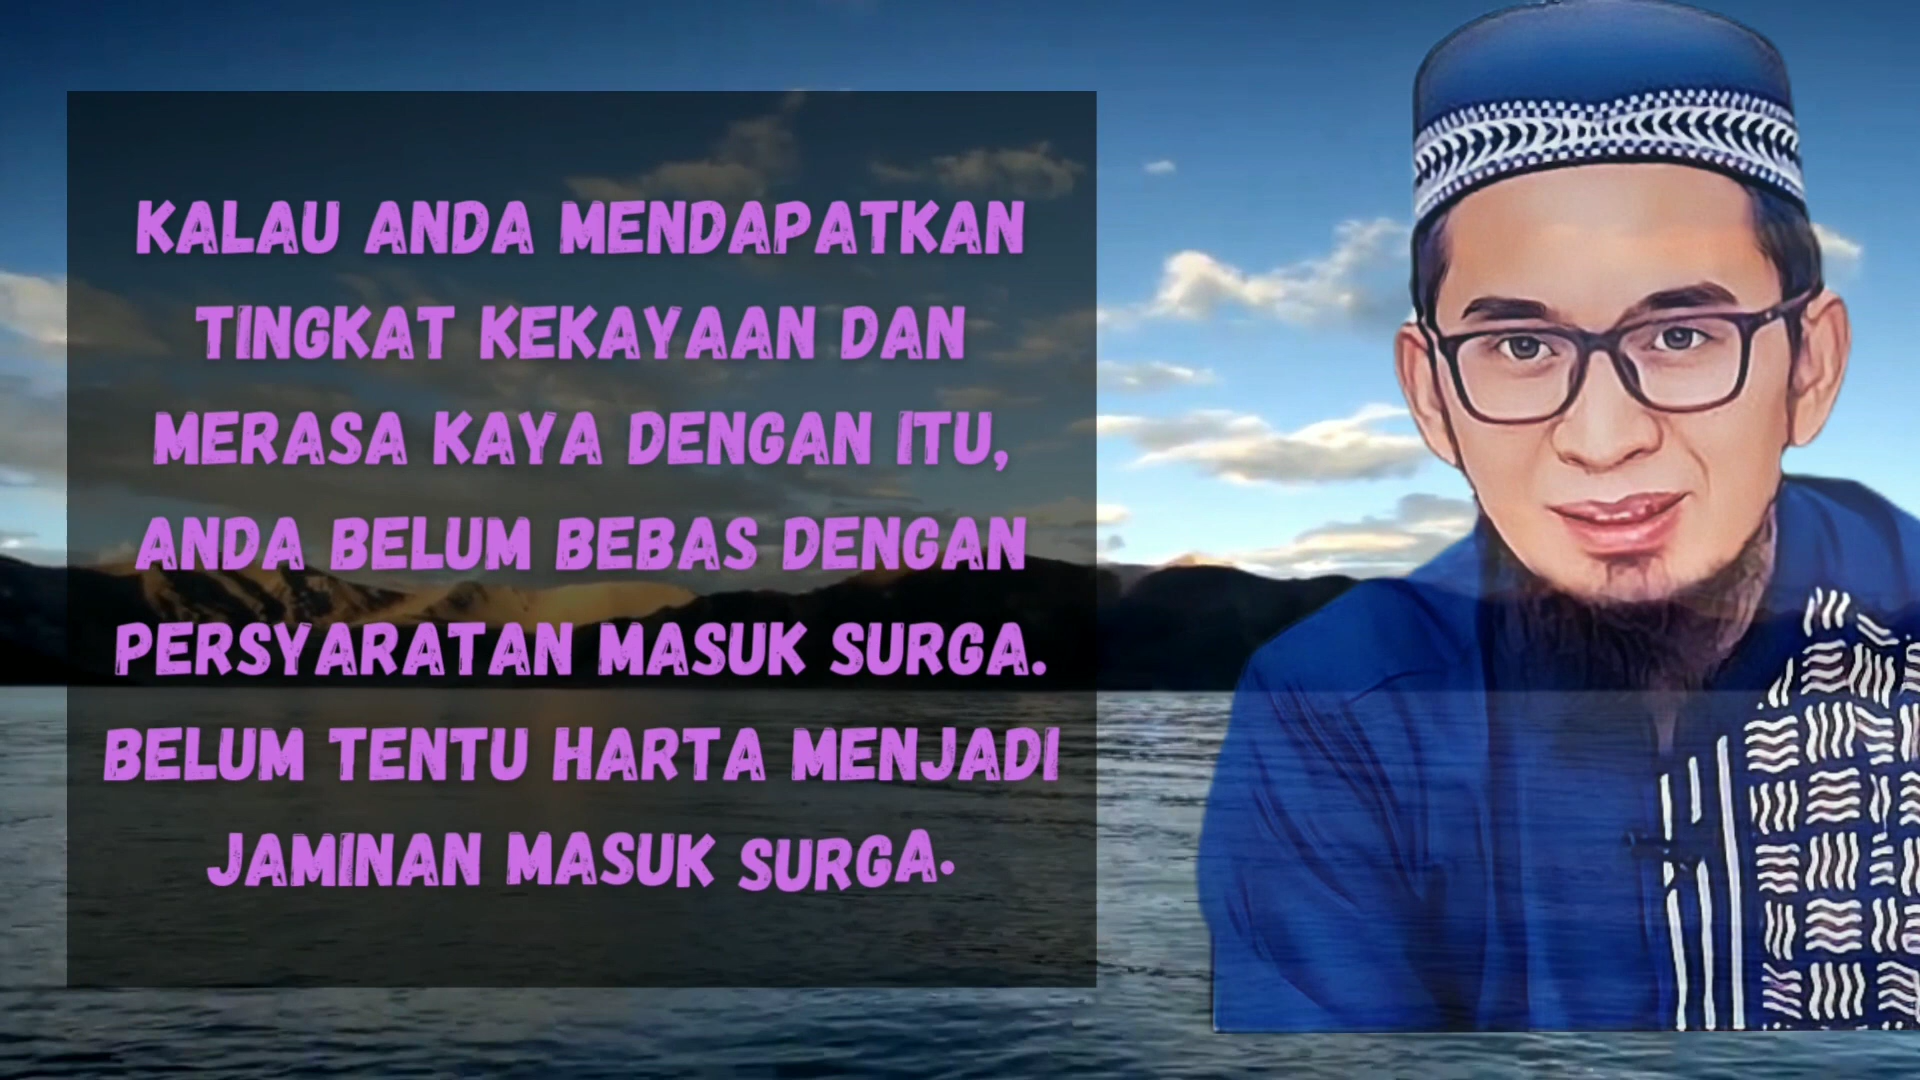 KALAU ANDA MENDAPATKAN
TINGKAT KEKAYAAN DAN
MERASA KAYA DENGAN ITU,
ANDA BELUM BEBAS DENGAN
PERSYARATAN MASUK SURGA.
BELUM TENTU HARTA MENJADI
JAMINAN MASUK SURGA.